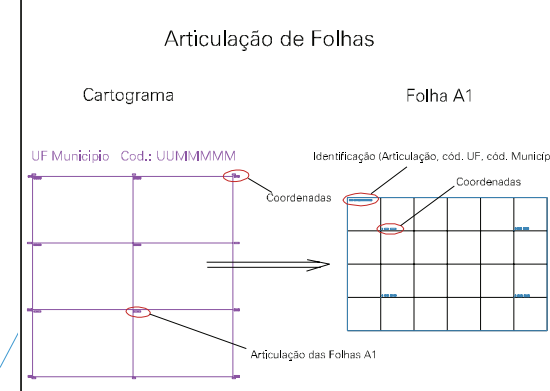 Articulação de Folhas
Cartograma
Folha A1
UF Municipio Cod.: UUMMMMM
Identificação (Articulação, cód. UF, cód. Municíp
Coordenadas
Coordenadas
Articulação das Folhas A1